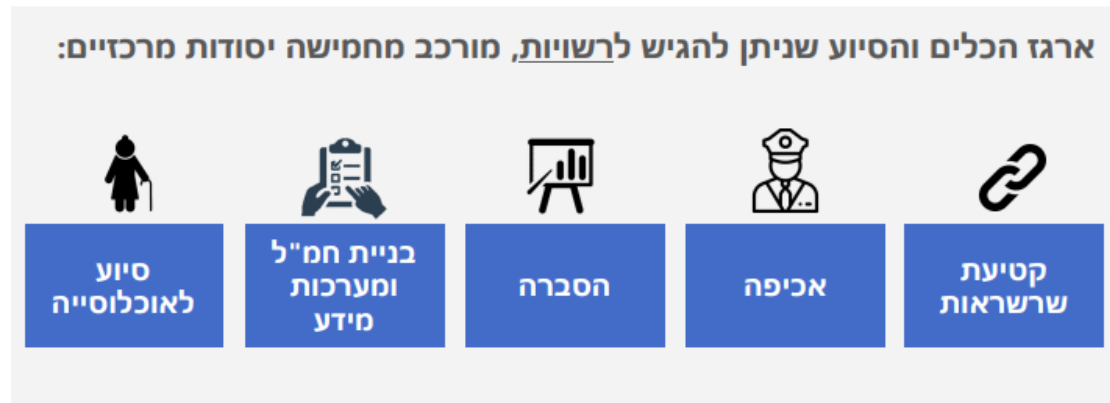 ארגז הכלים והסיוע שניתן להגיש לרשויות, מורכב מחמישה יסודות מרכזיים:
קטיעת
שרשראות
אכיפה
הסברה
בניית חמ"ל
ומערכות
מידע
סיוע
לאוכלוסייה